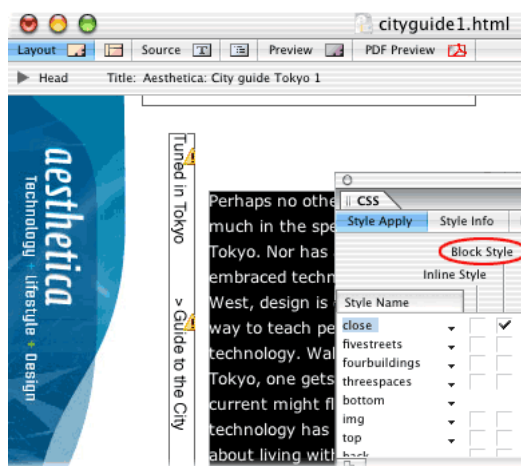 cityguide1.html
Layout Source Preview PDF Preview
Head Title: Aesthetica: City guide Tokyo 1
aesthetica
Technology + Lifestyle + Design
Tuned in Tokyo
> Guide to the City
Perhaps no othe
much in the spe
Tokyo. Nor has
embraced techn
West, design is
way to teach pe
technology. Wal
Tokyo, one gets
current might fl
technology has
about living with
CSS
Style Apply Style Info
Block Style
Inline Style
Style Name
close
fivestreets
fourbuildings
threespaces
bottom
img
top
back